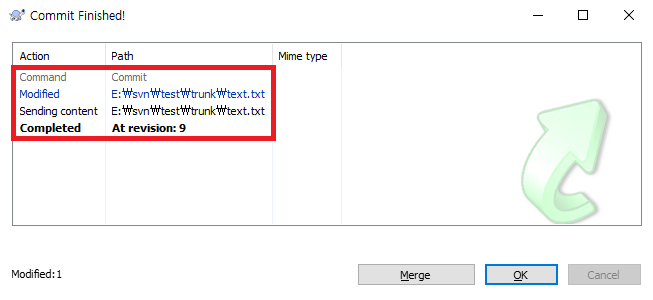 Commit Finished!
Action Path Mime type
Command Commit
Modified E:₩svn₩test₩trunk₩text.txt
Sending content E:₩svn₩test₩trunk₩text.txt
Completed At revision: 9
Modified:1 Merge OK Cancel